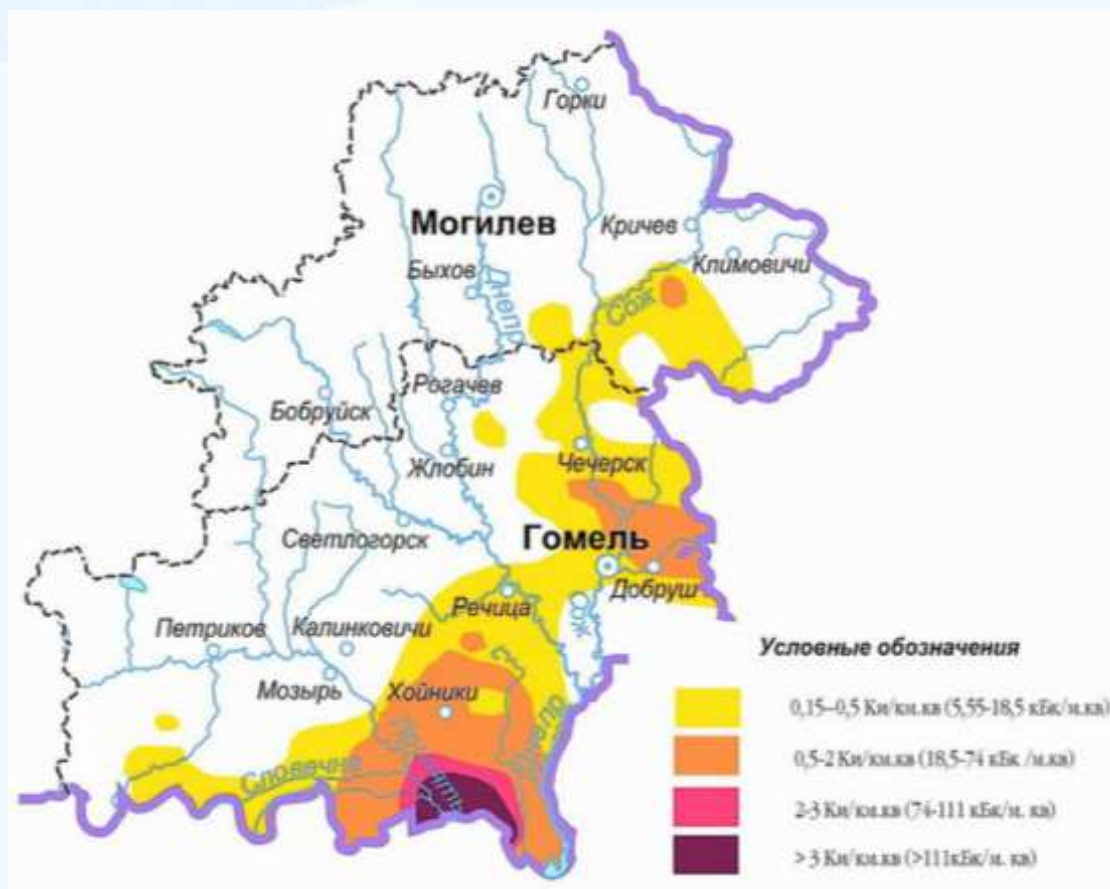 Горки
Могилев
Кричев
Климовичи
Быхов
Днепр
Сож
Рогачев
Бобруйск
Жлобин
Чечерск
Светлогорск
Гомель
Добруш
Речица
Сож
Петриков
Калинковичи
Мозырь
Хойники
Днепр
Припять
Словечна
Условные обозначения
0,15–0,5 Ки/км.кв (5,55-18,5 кБк/м.кв)
0,5-2 Ки/км.кв (18,5-74 кБк /м.кв)
2-3 Ки/км.кв (74-111 кБк/м. кв)
> 3 Ки/км.кв (>111кБк/м. кв)